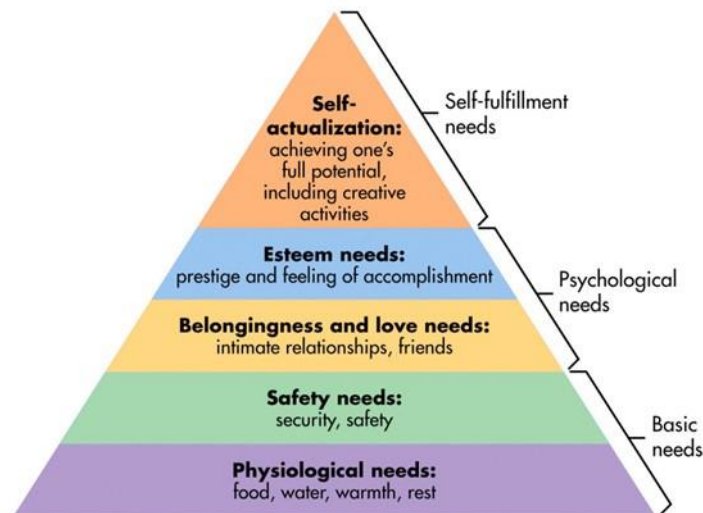 Self-
actualization:
achieving one's
full potential,
including creative
activities
Self-fulfillment
needs
Esteem needs:
prestige and feeling of accomplishment
Belongingness and love needs:
intimate relationships, friends
Psychological
needs
Safety needs:
security, safety
Physiological needs:
food, water, warmth, rest
Basic
needs